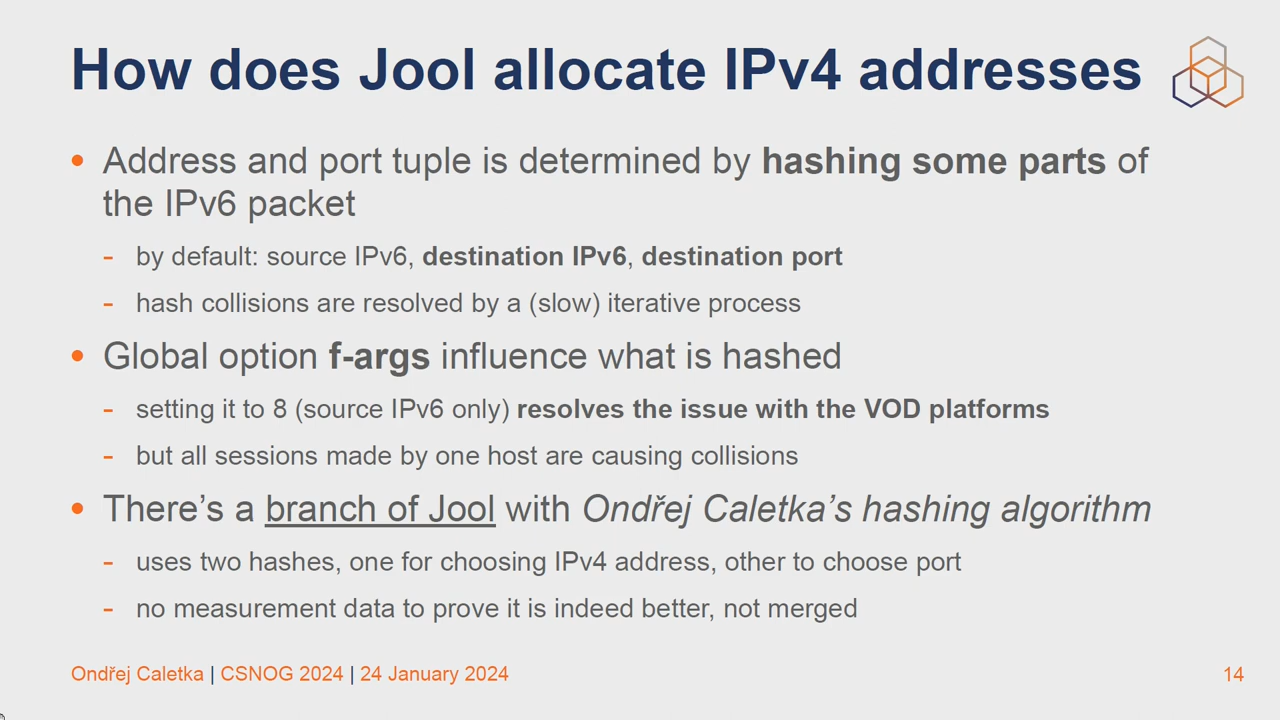 How does Jool allocate IPv4 addresses
• Address and port tuple is determined by hashing some parts of
the IPv6 packet
- by default: source IPv6, destination IPv6, destination port
- hash collisions are resolved by a (slow) iterative process
• Global option f-args influence what is hashed
- setting it to 8 (source IPv6 only) resolves the issue with the VOD platforms
- but all sessions made by one host are causing collisions
• There’s a branch of Jool with Ondřej Caletka’s hashing algorithm
- uses two hashes, one for choosing IPv4 address, other to choose port
- no measurement data to prove it is indeed better, not merged
Ondřej Caletka | CSNOG 2024 | 24 January 2024
14